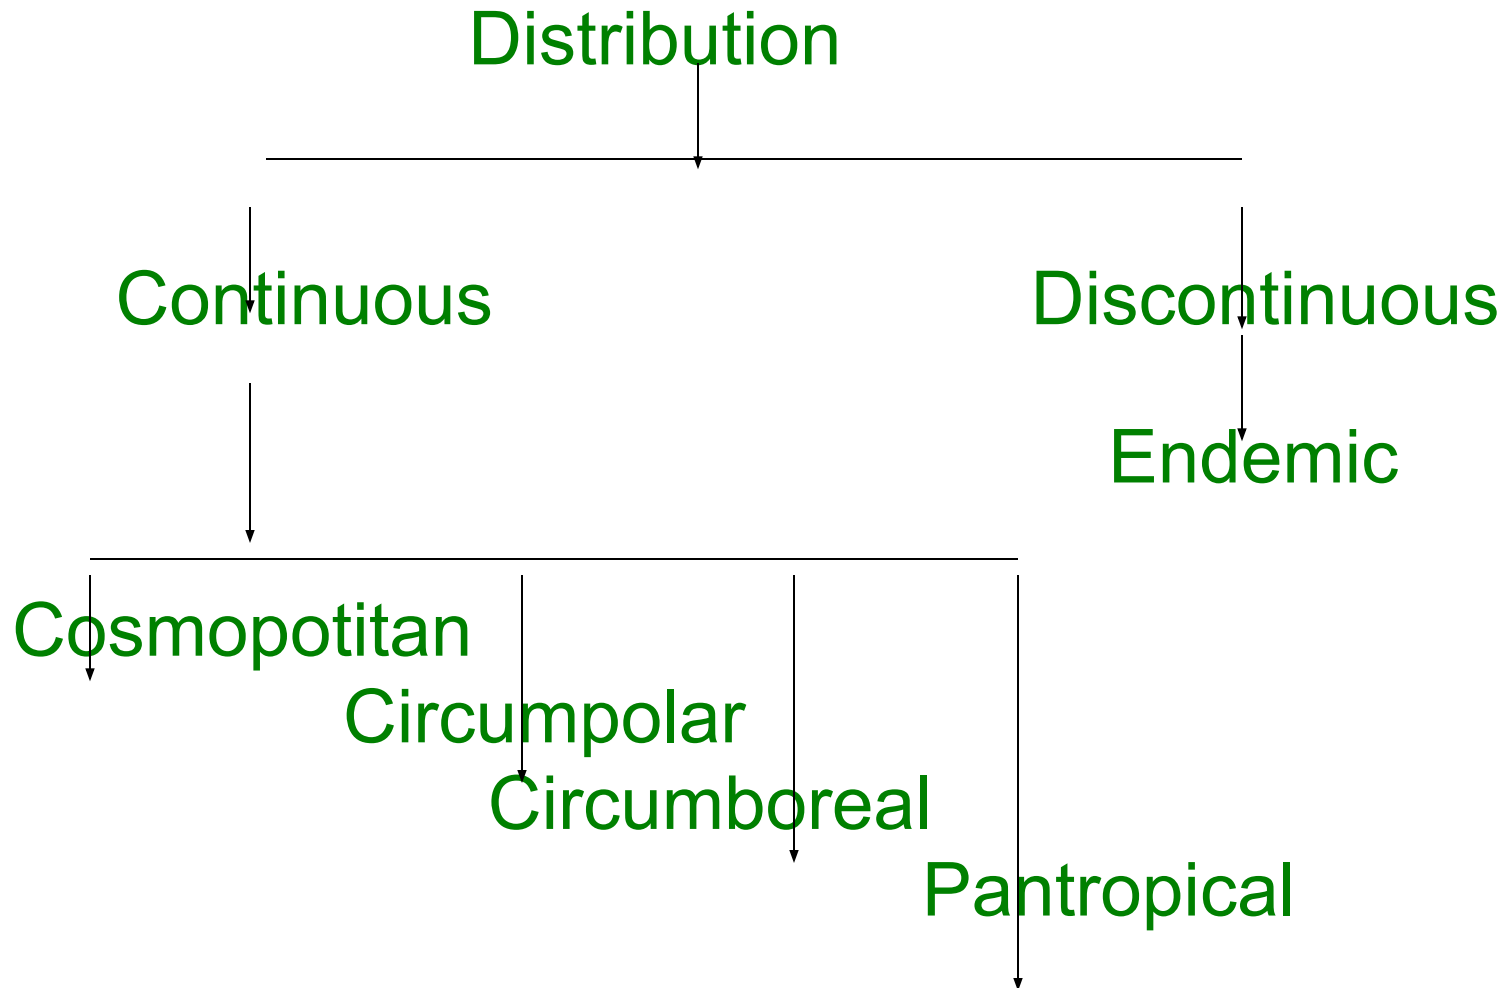 Distribution
Continuous Discontinuous
Endemic
Cosmopotitan
Circumpolar
Circumboreal
Pantropical